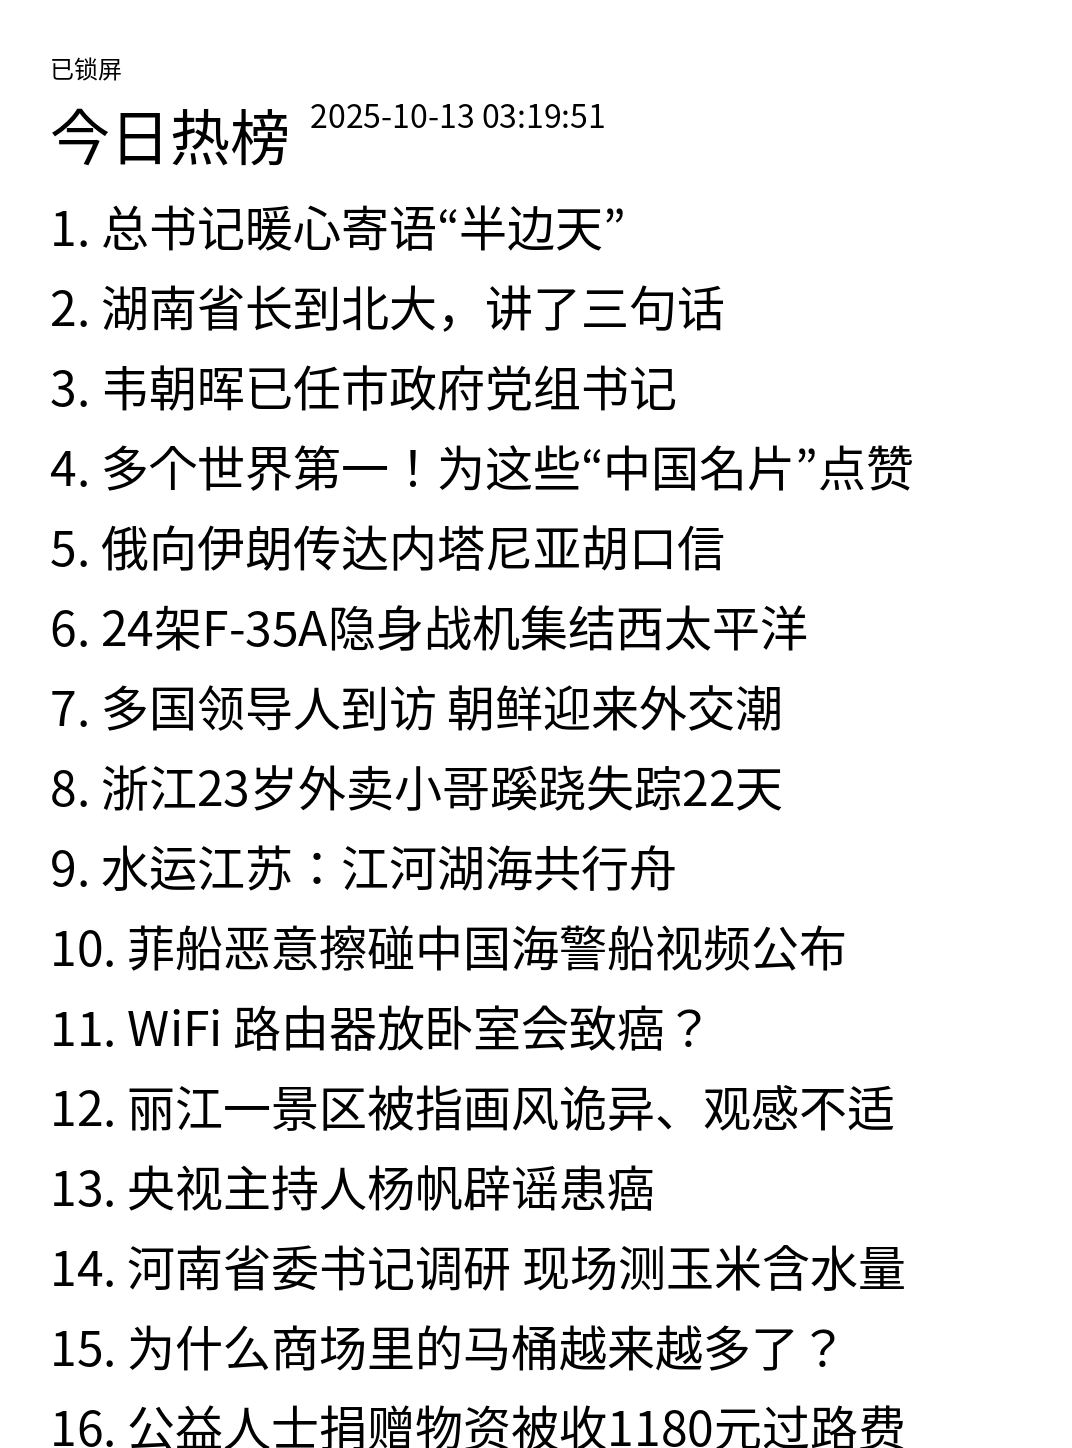 已锁屏
今日热榜 2025-10-13 03:19:51
1. 总书记暖心寄语“半边天”
2. 湖南省长到北大，讲了三句话
3. 韦朝晖已任市政府党组书记
4. 多个世界第一！为这些“中国名片”点赞
5. 俄向伊朗传达内塔尼亚胡口信
6. 24架F-35A隐身战机集结西太平洋
7. 多国领导人到访 朝鲜迎来外交潮
8. 浙江23岁外卖小哥蹊跷失踪22天
9. 水运江苏：江河湖海共行舟
10. 菲船恶意擦碰中国海警船视频公布
11. WiFi 路由器放卧室会致癌？
12. 丽江一景区被指画风诡异、观感不适
13. 央视主持人杨帆辟谣患癌
14. 河南省委书记调研 现场测玉米含水量
15. 为什么商场里的马桶越来越多了？
16. 公益人士捐赠物资被收1180元过路费